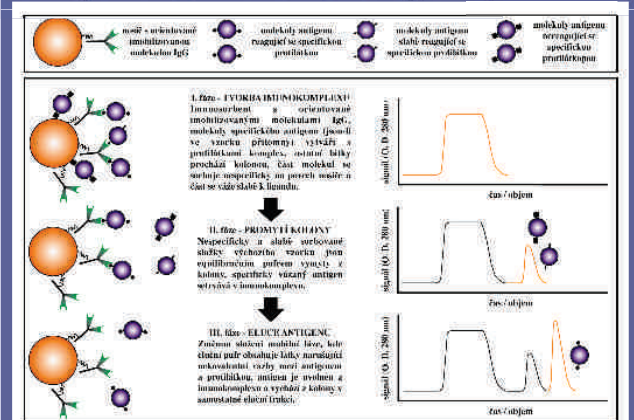 nosič s orientovaně
imobilizovanou
molekulou IgG
molekuly antigenu
reagující se specifickou
protilátkou
molekuly antigenu
slabě reagující se
specifickou protilátkou
molekuly antigenu
nereagující se
specifickou
protilátkou
I. fáze - TVORBA IMUNOKOMPLEXU
Imunosorbent s orientovaně
imobilizovanými molekulami IgG,
molekuly specifického antigenu (jsou-li
ve vzorku přítomny) vytváří s
protilátkami komplex, ostatní látky
prochází kolonou, část molekul se
sorbuje nespecificky na povrch nosiče a
část se váže slabě k ligandu.
signál (O. D. 280 nm)
čas / objem
II. fáze - PROMYTÍ KOLONY
Nespecificky a slabě sorbované
složky výchozího vzorku jsou
equilibračním pufrem vymyty z
kolony, specificky vázaný antigen
setrvává v imunokomplexu.
signál (O. D. 280 nm)
čas / objem
III. fáze - ELUCE ANTIGENU
Změnou složení mobilní fáze, kde
eluční pufr obsahuje látky narušující
nekovalentní vazby mezi antigenem
a protilátkou, antigen je uvolněn z
imunokomplexu a vychází z kolony v
samostatné eluční frakci.
signál (O. D. 280 nm)
čas / objem